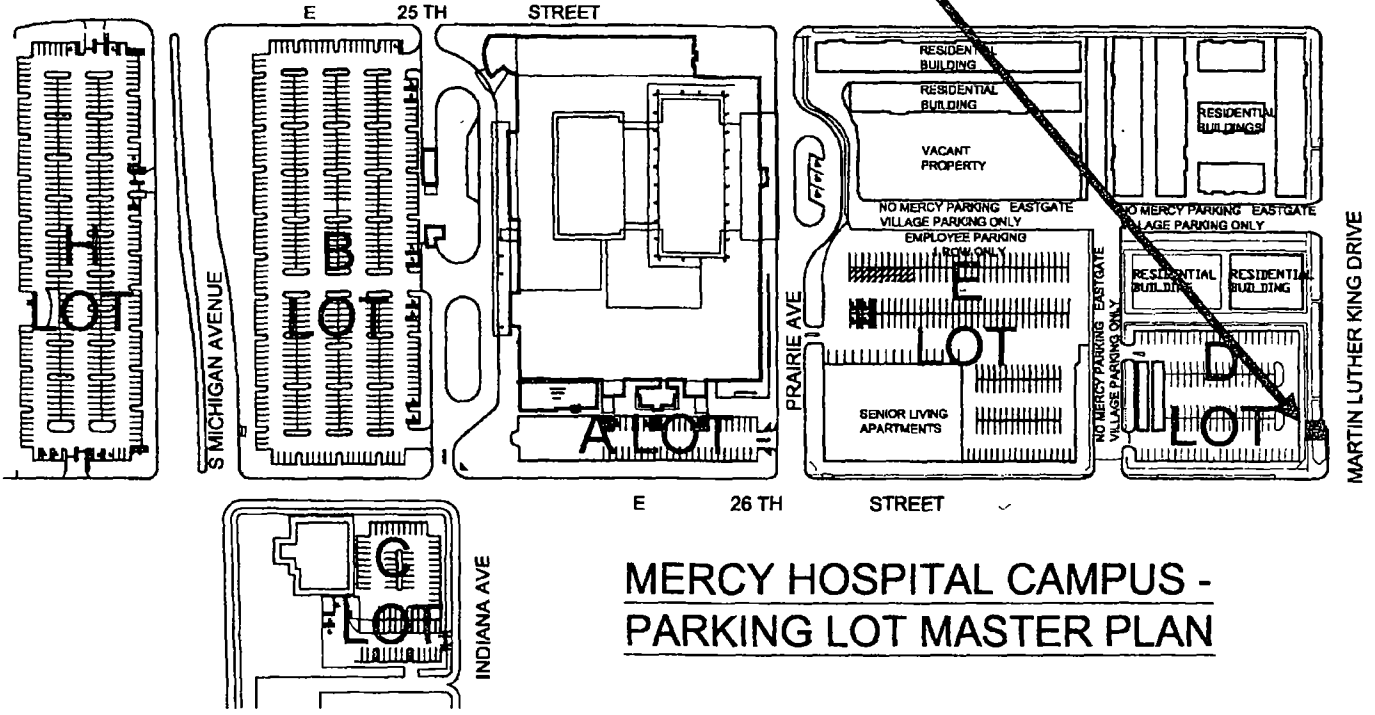 E 25 TH STREET
RESIDENTIAL
BUILDING
RESIDENTIAL
BUILDING
VACANT
PROPERTY
RESIDENTIAL
BUILDINGS
NO MERCY PARKING EASTGATE
VILLAGE PARKING ONLY
NO MERCY PARKING EASTGATE
VILLAGE PARKING ONLY
EMPLOYEE PARKING
1 ROW ONLY
H
LOT
S MICHIGAN AVENUE
B
LOT
PRAIRIE AVE
E
LOT
SENIOR LIVING
APARTMENTS
NO MERCY PARKING EASTGATE
VILLAGE PARKING ONLY
RESIDENTIAL
BUILDING
RESIDENTIAL
BUILDING
D
LOT
MARTIN LUTHER KING DRIVE
A LOT
E 26 TH STREET
C
LOT
INDIANA AVE
MERCY HOSPITAL CAMPUS -
PARKING LOT MASTER PLAN